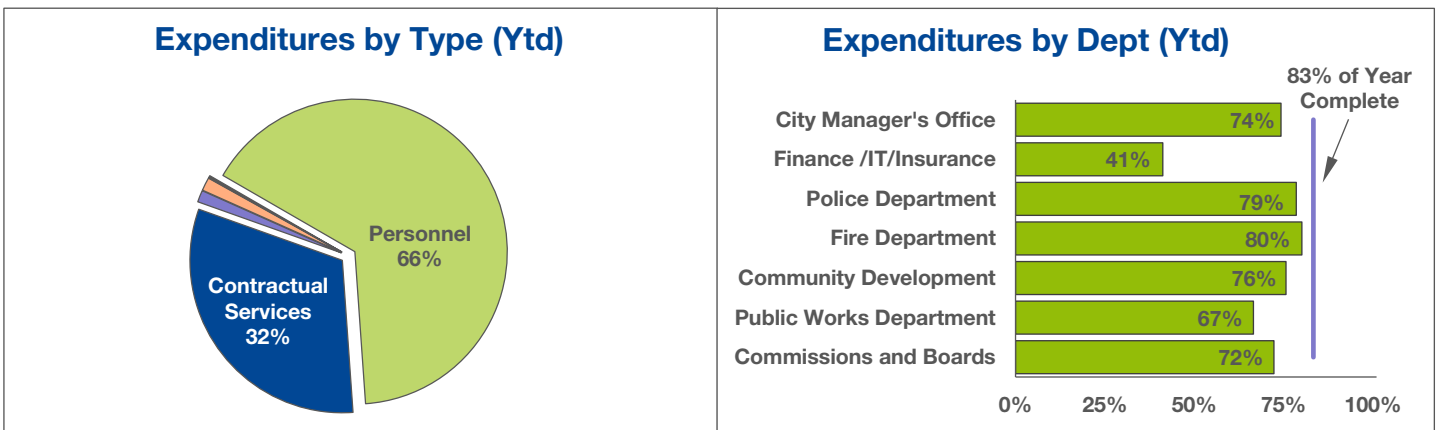 Expenditures by Type (Ytd)
Personnel
66%
Contractual
Services
32%
Expenditures by Dept (Ytd)
83% of Year
Complete
City Manager's Office
74%
Finance /IT/Insurance
41%
Police Department
79%
Fire Department
80%
Community Development
76%
Public Works Department
67%
Commissions and Boards
72%
0% 25% 50% 75% 100%